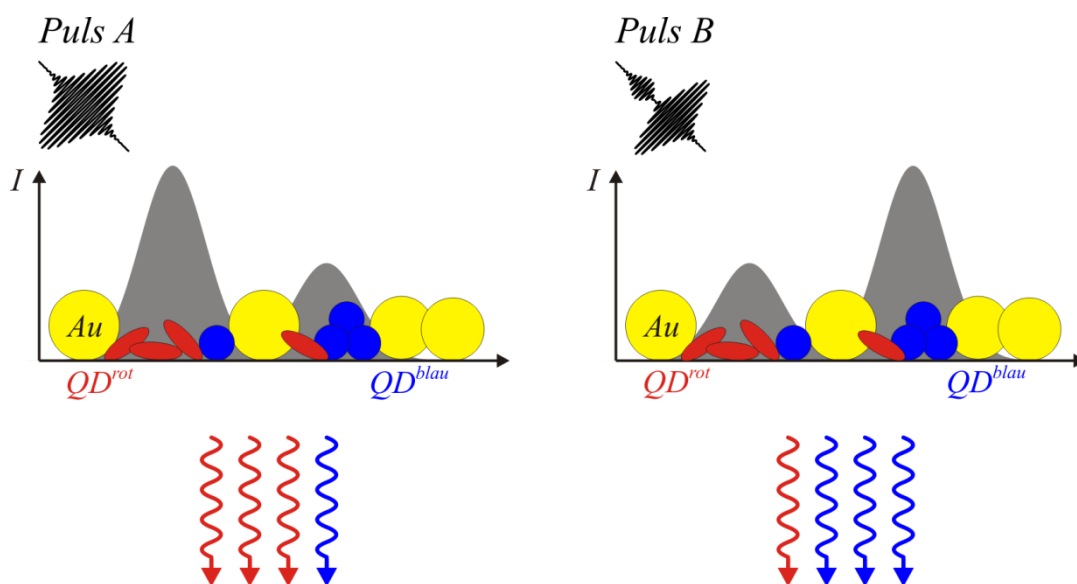 Puls A
I
Au
QD^rot
QD^blau
Puls B
I
Au
QD^rot
QD^blau